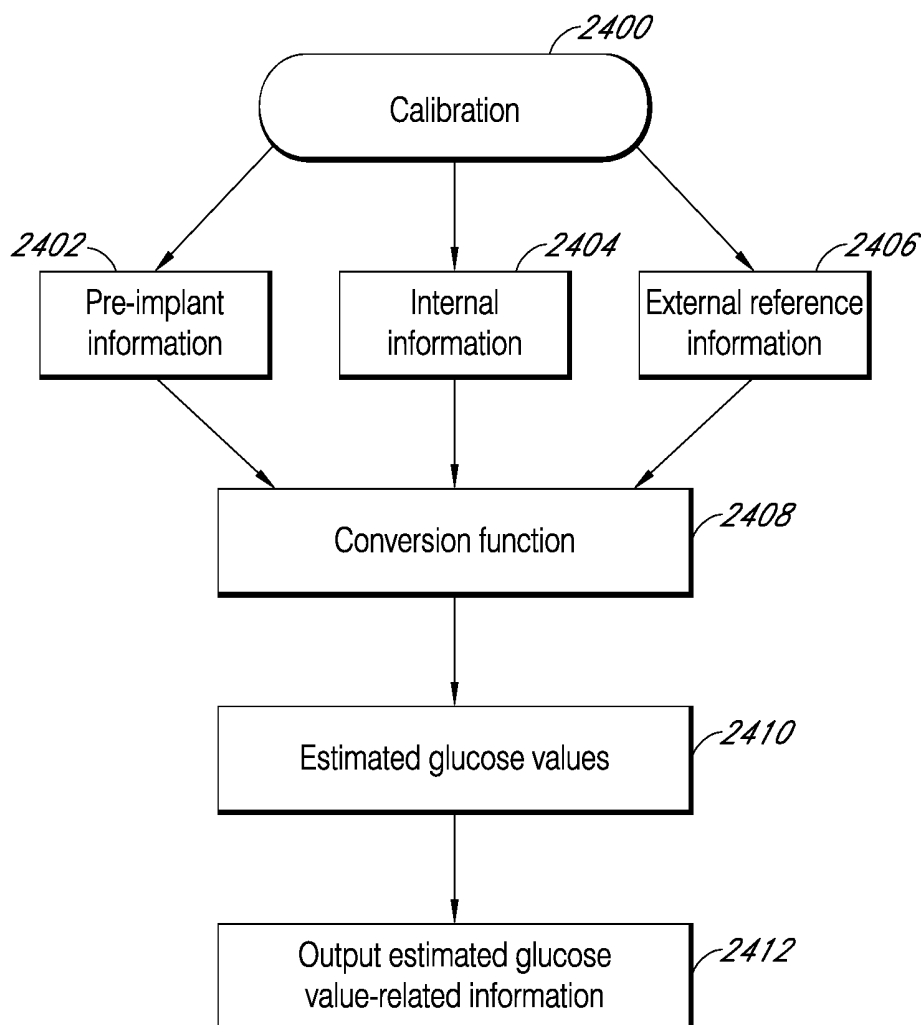 2400
Calibration
2402
2404
2406
Pre-implant
information
Internal
information
External reference
information
2408
Conversion function
2410
Estimated glucose values
2412
Output estimated glucose
value-related information